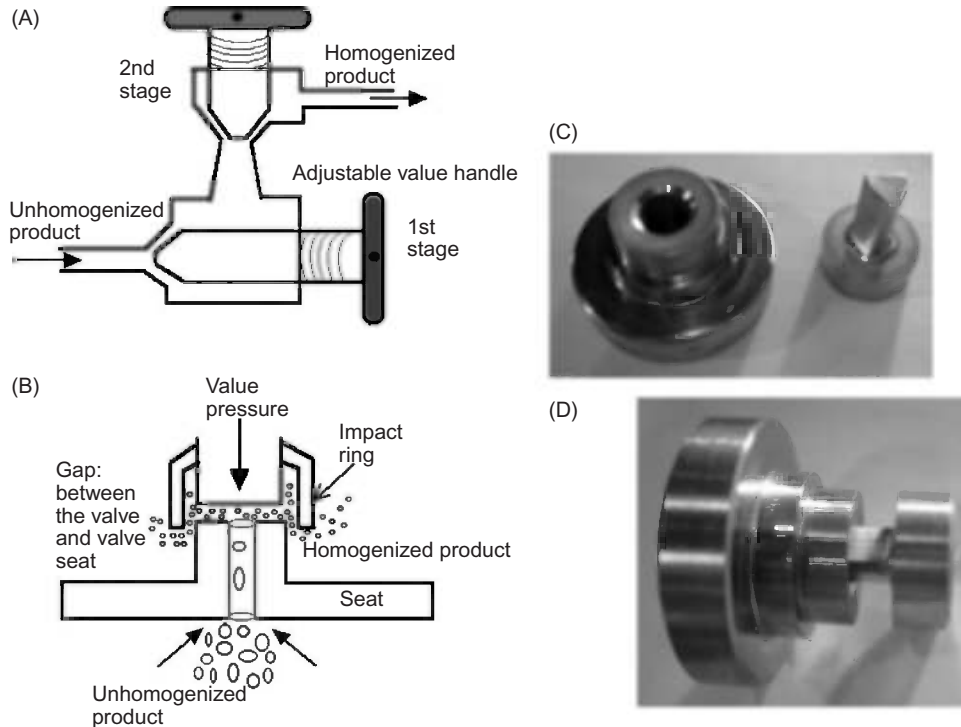 (A)
2nd
stage
Homogenized
product
Adjustable value handle
Unhomogenized
product
1st
stage
(B)
Value
pressure
Impact
ring
Gap:
between
the valve
and valve
seat
Homogenized product
Seat
Unhomogenized
product
(C)
(D)